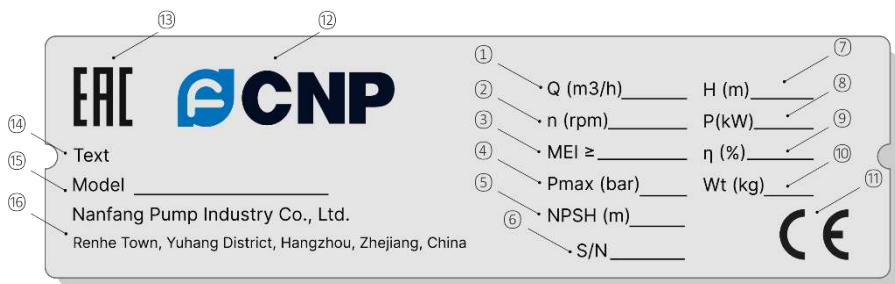 ⑬ ⑫
EAC CNP
① Q (m3/h) H (m) ⑦
② n (rpm) P(kW) ⑧
③ MEI ≥ η (%) ⑨
④ Pmax (bar) Wt (kg) ⑩
⑤ NPSH (m) ⑪
⑥ S/N CE
⑭ Text
⑮ Model
Nanfang Pump Industry Co., Ltd.
⑯ Renhe Town, Yuhang District, Hangzhou, Zhejiang, China